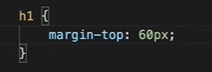 h1 {
    margin-top: 60px;
}